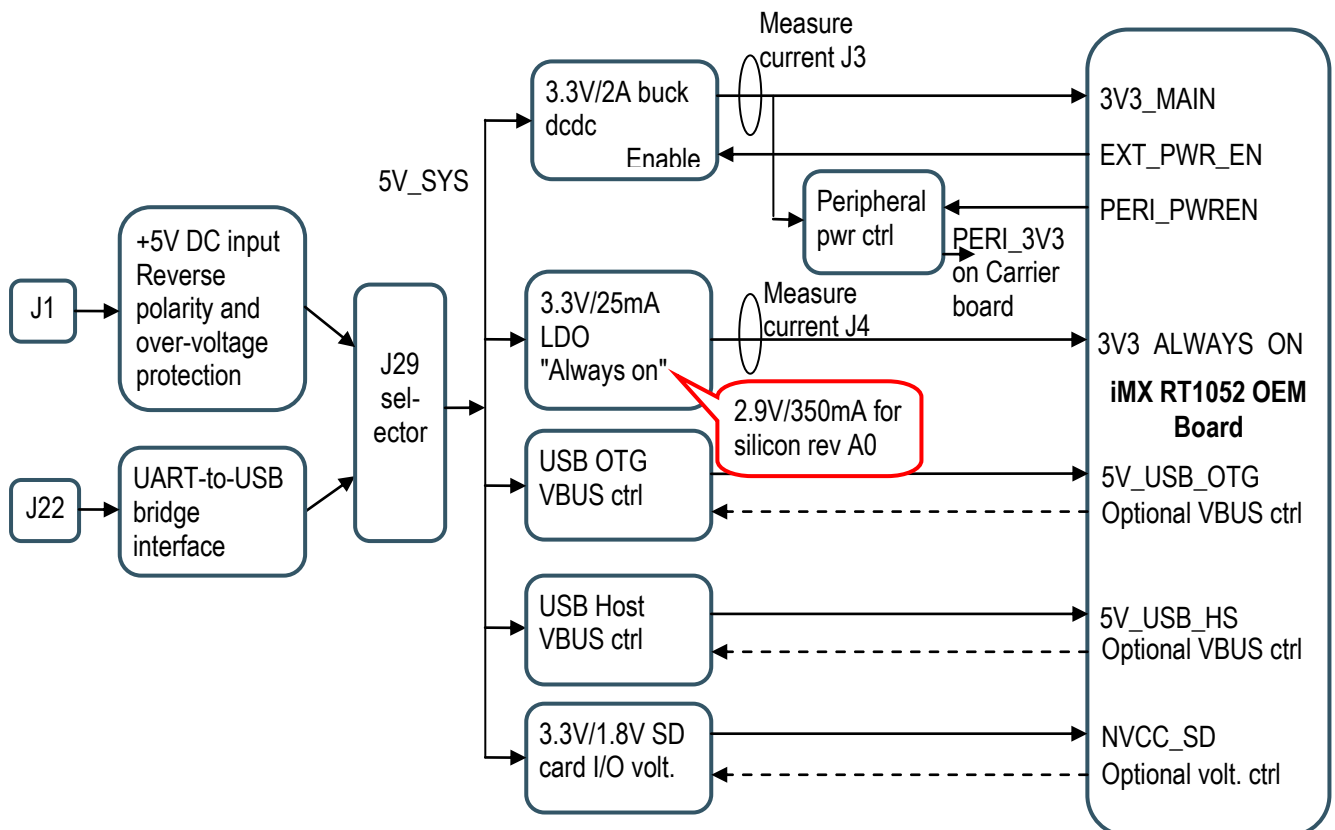 Measure
current J3
3.3V/2A buck
dcdc
Enable
3V3_MAIN
EXT_PWR_EN
5V_SYS
Peripheral
pwr ctrl
PERI_PWREN
PERI_3V3
on Carrier
board
+5V DC input
Reverse
polarity and
over-voltage
protection
J1
J29
sel-
ector
3.3V/25mA
LDO
"Always on"
Measure
current J4
3V3 ALWAYS ON
iMX RT1052 OEM
Board
2.9V/350mA for
silicon rev A0
J22
UART-to-USB
bridge
interface
USB OTG
VBUS ctrl
5V_USB_OTG
Optional VBUS ctrl
USB Host
VBUS ctrl
5V_USB_HS
Optional VBUS ctrl
3.3V/1.8V SD
card I/O volt.
NVCC_SD
Optional volt. ctrl